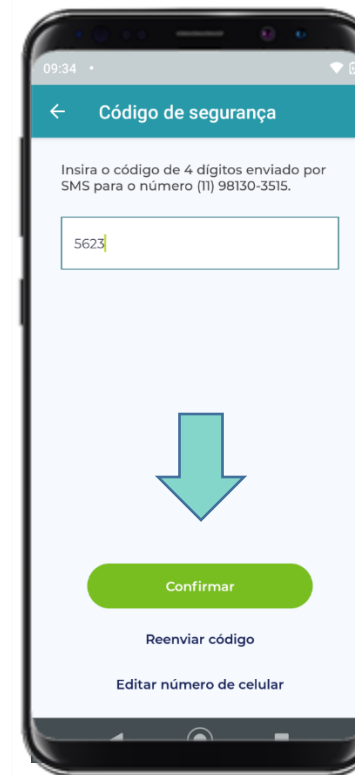 09:34
Código de segurança
Insira o código de 4 dígitos enviado por
SMS para o número (11) 98130-3515.
5623
Confirmar
Reenviar código
Editar número de celular